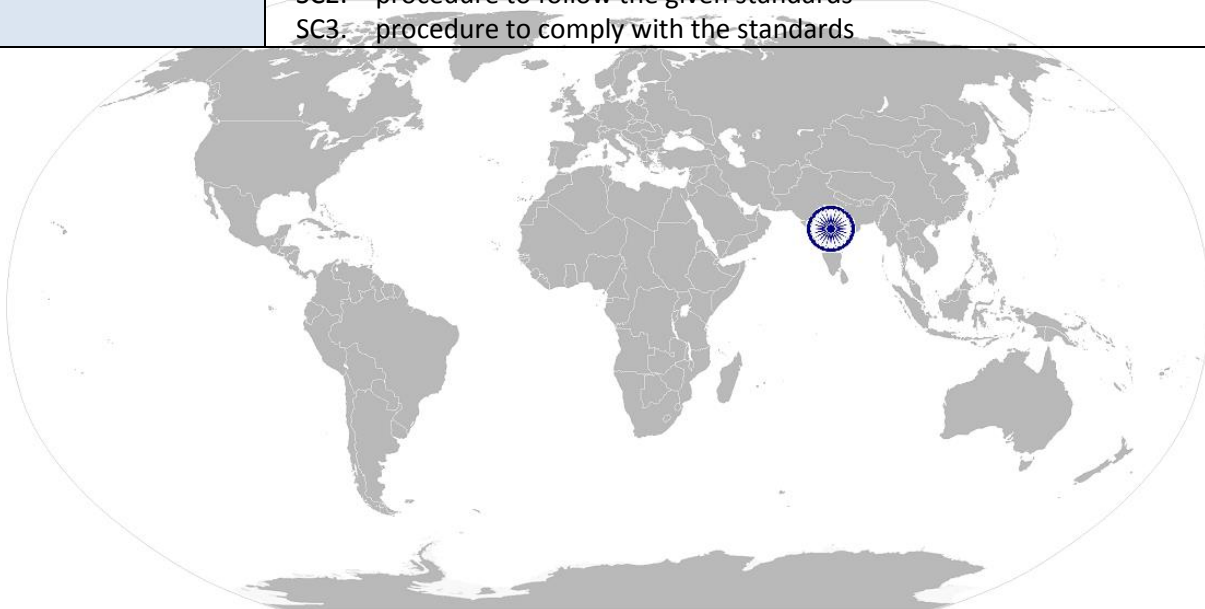 SC2. procedure to follow the given standards
SC3. procedure to comply with the standards